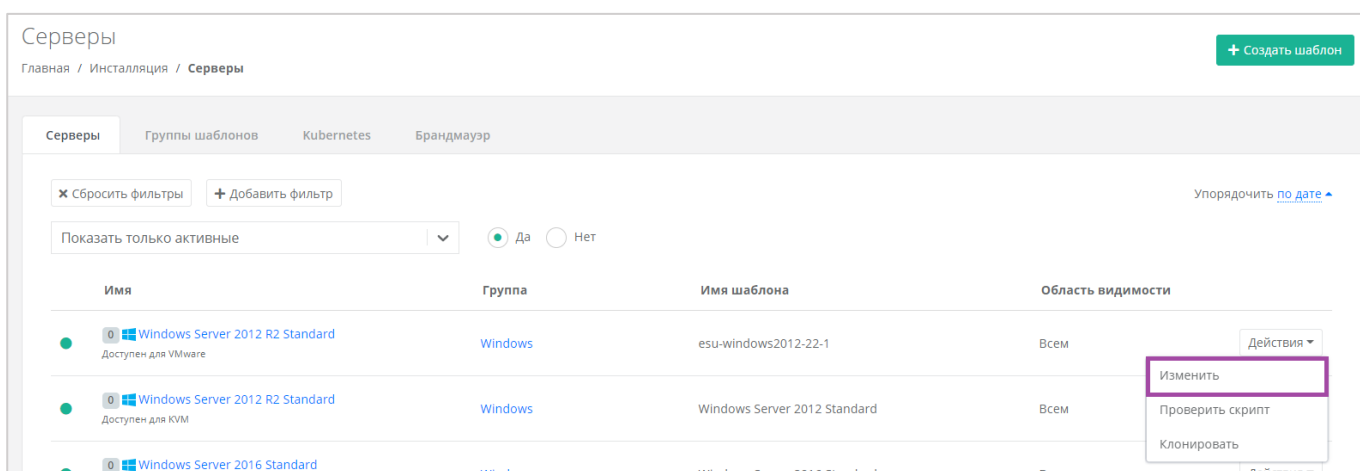 Серверы
+ Создать шаблон
Главная / Инсталляция / Серверы
Серверы Группы шаблонов Kubernetes Брандмауэр
× Сбросить фильтры + Добавить фильтр Упорядочить по дате
Показать только активные Да Нет
Имя Группа Имя шаблона Область видимости
0 Windows Server 2012 R2 Standard Windows esu-windows2012-22-1 Всем Действия
Доступен для VMware
Изменить
0 Windows Server 2012 R2 Standard Windows Windows Server 2012 Standard Всем Проверить скрипт
Доступен для KVM
Клонировать
0 Windows Server 2016 Standard